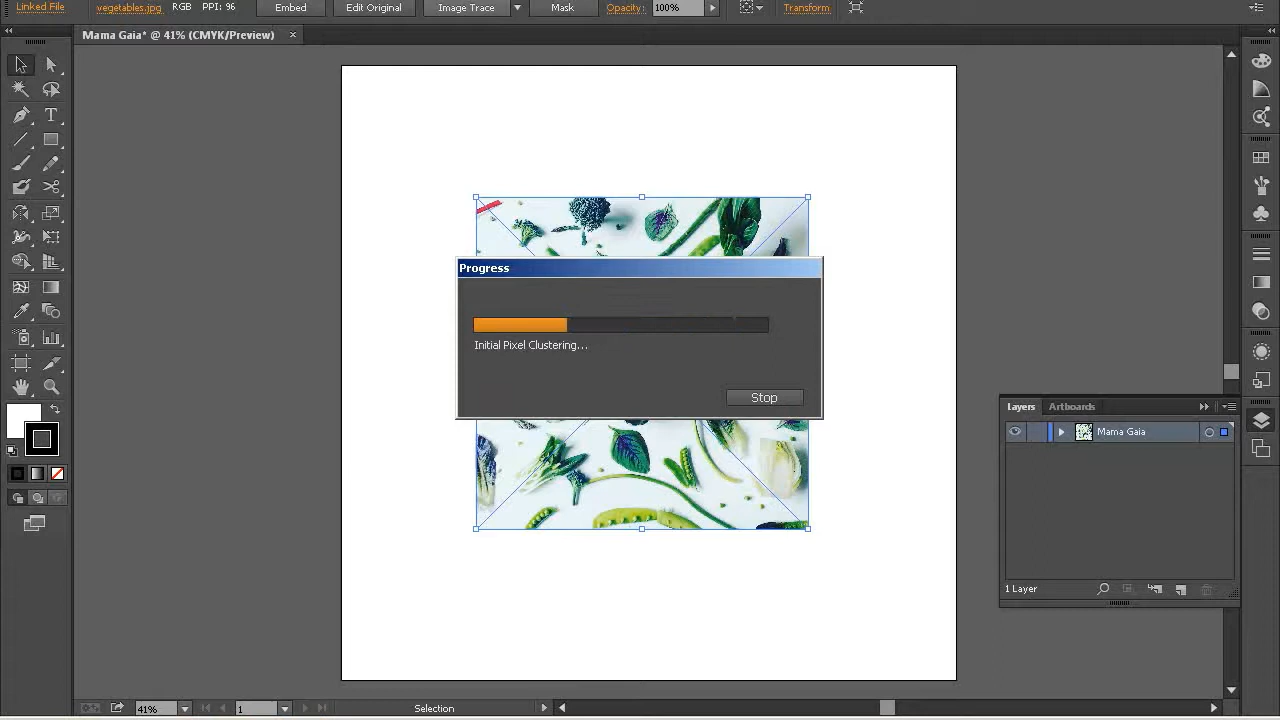 Linked File vegetables.jpg RGB PPI: 96 Embed Edit Original Image Trace Mask Opacity: 100% Transform
Mama Gaia* @ 41% (CMYK/Preview) ×
Progress
Initial Pixel Clustering...
Stop
Layers Artboards
Mama Gaia
1 Layer
41% 1 Selection